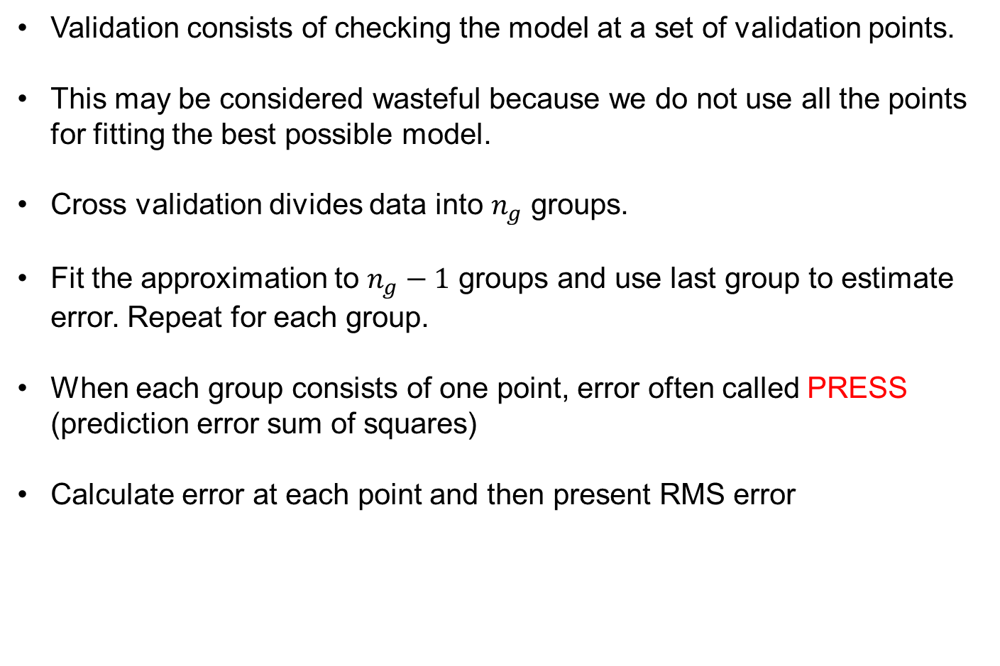 • Validation consists of checking the model at a set of validation points.
• This may be considered wasteful because we do not use all the points
for fitting the best possible model.
• Cross validation divides data into n_g groups.
• Fit the approximation to n_g − 1 groups and use last group to estimate
error. Repeat for each group.
• When each group consists of one point, error often called PRESS
(prediction error sum of squares)
• Calculate error at each point and then present RMS error